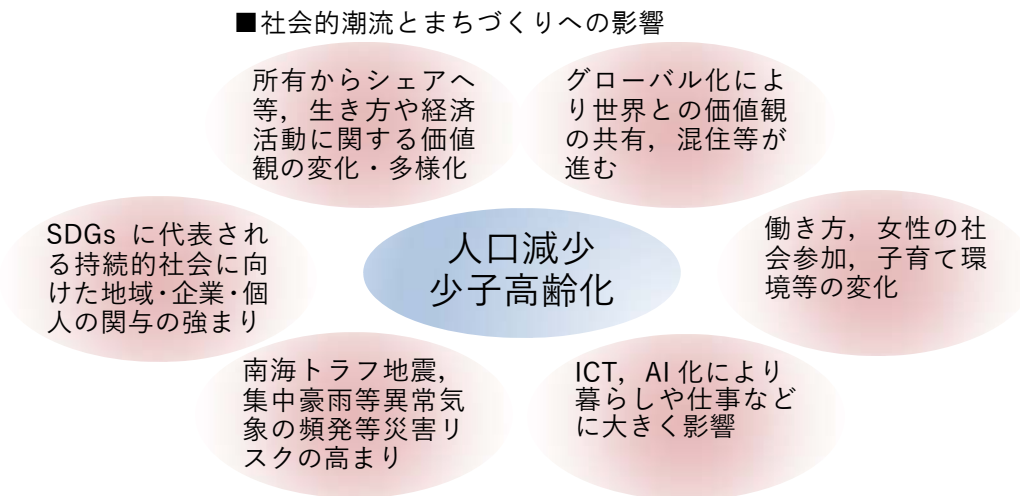 ■社会的潮流とまちづくりへの影響
所有からシェアへ
等，生き方や経済
活動に関する価値
観の変化・多様化
グローバル化によ
り世界との価値観
の共有，混住等が
進む
SDGs に代表され
る持続的社会に向
けた地域・企業・個
人の関与の強まり
人口減少
少子高齢化
働き方，女性の社
会参加，子育て環
境等の変化
南海トラフ地震，
集中豪雨等異常気
象の頻発等災害リ
スクの高まり
ICT，AI 化により
暮らしや仕事など
に大きく影響